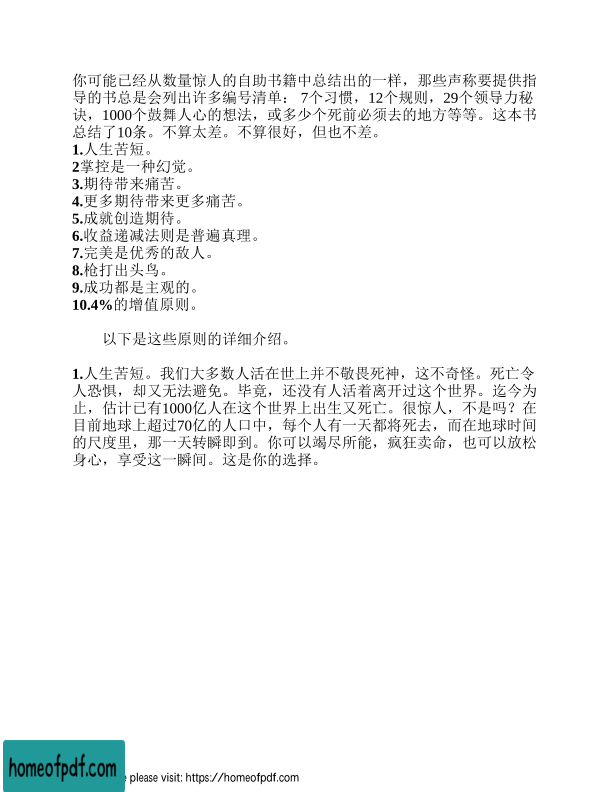 你可能已经从数量惊人的自助书籍中总结出的一样，那些声称要提供指
导的书总是会列出许多编号清单： 7个习惯，12个规则，29个领导力秘
诀，1000个鼓舞人心的想法，或多少个死前必须去的地方等等。这本书
总结了10条。不算太差。不算很好，但也不差。
1.人生苦短。
2掌控是一种幻觉。
3.期待带来痛苦。
4.更多期待带来更多痛苦。
5.成就创造期待。
6.收益递减法则是普遍真理。
7.完美是优秀的敌人。
8.枪打出头鸟。
9.成功都是主观的。
10.4%的增值原则。
以下是这些原则的详细介绍。
1.人生苦短。我们大多数人活在世上并不敬畏死神，这不奇怪。死亡令
人恐惧，却又无法避免。毕竟，还没有人活着离开过这个世界。迄今为
止，估计已有1000亿人在这个世界上出生又死亡。很惊人，不是吗？在
目前地球上超过70亿的人口中，每个人有一天都将死去，而在地球时间
的尺度里，那一天转瞬即到。你可以竭尽所能，疯狂卖命，也可以放松
身心，享受这一瞬间。这是你的选择。
homeofpdf.com
e please visit: https://homeofpdf.com